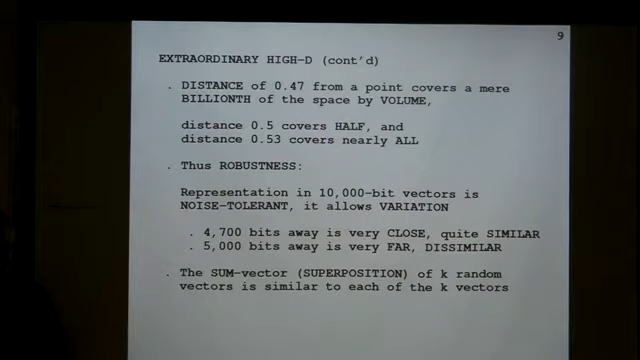 9
EXTRAORDINARY HIGH-D (cont'd)
. DISTANCE of 0.47 from a point covers a mere
BILLIONTH of the space by VOLUME,
distance 0.5 covers HALF, and
distance 0.53 covers nearly ALL
. Thus ROBUSTNESS:
Representation in 10,000-bit vectors is
NOISE-TOLERANT, it allows VARIATION
. 4,700 bits away is very CLOSE, quite SIMILAR
. 5,000 bits away is very FAR, DISSIMILAR
. The SUM-vector (SUPERPOSITION) of k random
vectors is similar to each of the k vectors